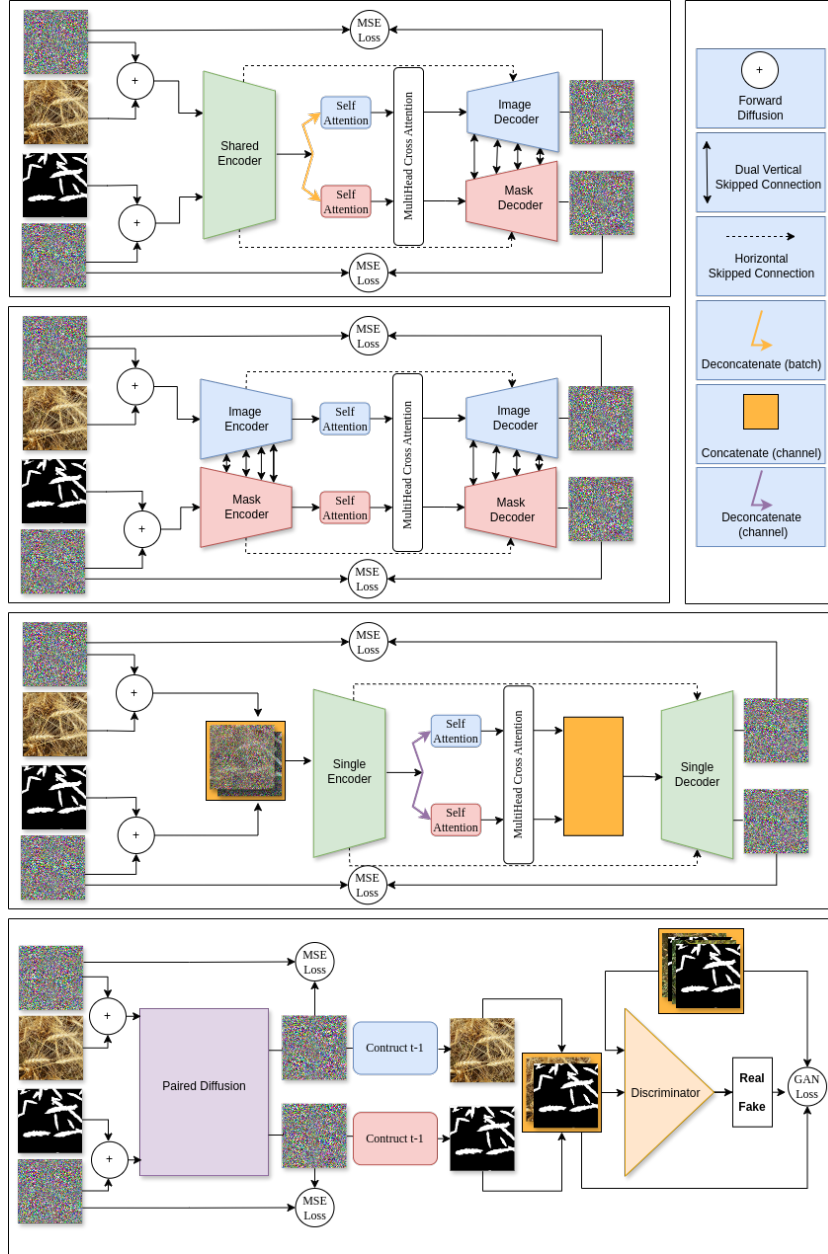 MSE
Loss
+
Shared
Encoder
Self
Attention
MultiHead Cross Attention
Image
Decoder
+
Self
Attention
Mask
Decoder
MSE
Loss
+
Forward
Diffusion
Dual Vertical
Skipped Connection
Horizontal
Skipped Connection
Deconcatenate (batch)
Concatenate (channel)
Deconcatenate
(channel)
MSE
Loss
+
Image
Encoder
Self
Attention
MultiHead Cross Attention
Image
Decoder
+
Mask
Encoder
Self
Attention
Mask
Decoder
MSE
Loss
MSE
Loss
+
Single
Encoder
Self
Attention
MultiHead Cross Attention
Single
Decoder
+
Self
Attention
MSE
Loss
MSE
Loss
+
Paired Diffusion
Contruct t-1
+
Contruct t-1
MSE
Loss
Discriminator
Real
Fake
GAN
Loss